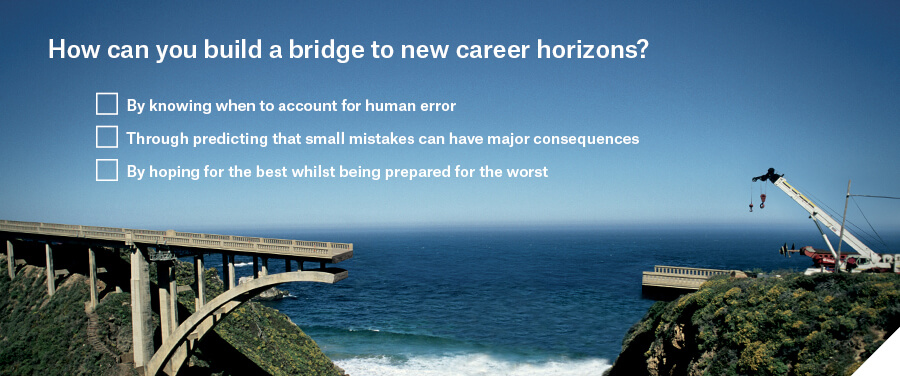 How can you build a bridge to new career horizons?
By knowing when to account for human error
Through predicting that small mistakes can have major consequences
By hoping for the best whilst being prepared for the worst